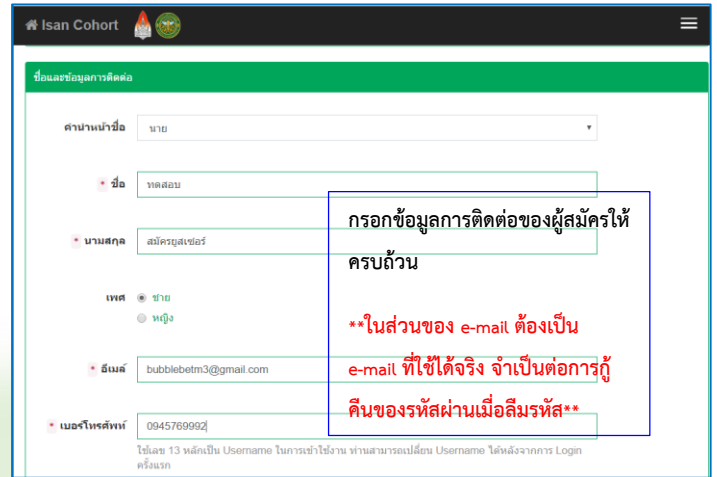 Isan Cohort
ชื่อและข้อมูลการติดต่อ
คำนำหน้าชื่อ นาย
* ชื่อ ทดสอบ
* นามสกุล สมัครยูสเซอร์
เพศ ชาย
หญิง
* อีเมล์ bubblebetm3@gmail.com
* เบอร์โทรศัพท์ 0945769992
ใช้เลข 13 หลักเป็น Username ในการเข้าใช้งาน ท่านสามารถเปลี่ยน Username ได้หลังจากการ Login
ครั้งแรก
กรอกข้อมูลการติดต่อของผู้สมัครให้
ครบถ้วน
**ในส่วนของ e-mail ต้องเป็น
e-mail ที่ใช้ได้จริง จำเป็นต่อการกู้
คืนของรหัสผ่านเมื่อลืมรหัส**